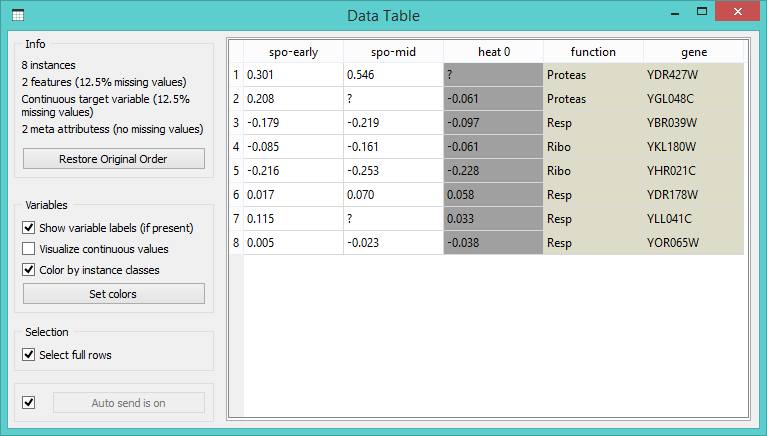 Data Table
Info
8 instances
2 features (12.5% missing values)
Continuous target variable (12.5%
missing values)
2 meta attributess (no missing values)
Restore Original Order
Variables
Show variable labels (if present)
Visualize continuous values
Color by instance classes
Set colors
Selection
Select full rows
Auto send is on
spo-early spo-mid heat 0 function gene
1 0.301 0.546 ? Proteas YDR427W
2 0.208 ? -0.061 Proteas YGL048C
3 -0.179 -0.219 -0.097 Resp YBR039W
4 -0.085 -0.161 -0.061 Ribo YKL180W
5 -0.216 -0.253 -0.228 Ribo YHR021C
6 0.017 0.070 0.058 Resp YDR178W
7 0.115 ? 0.033 Resp YLL041C
8 0.005 -0.023 -0.038 Resp YOR065W